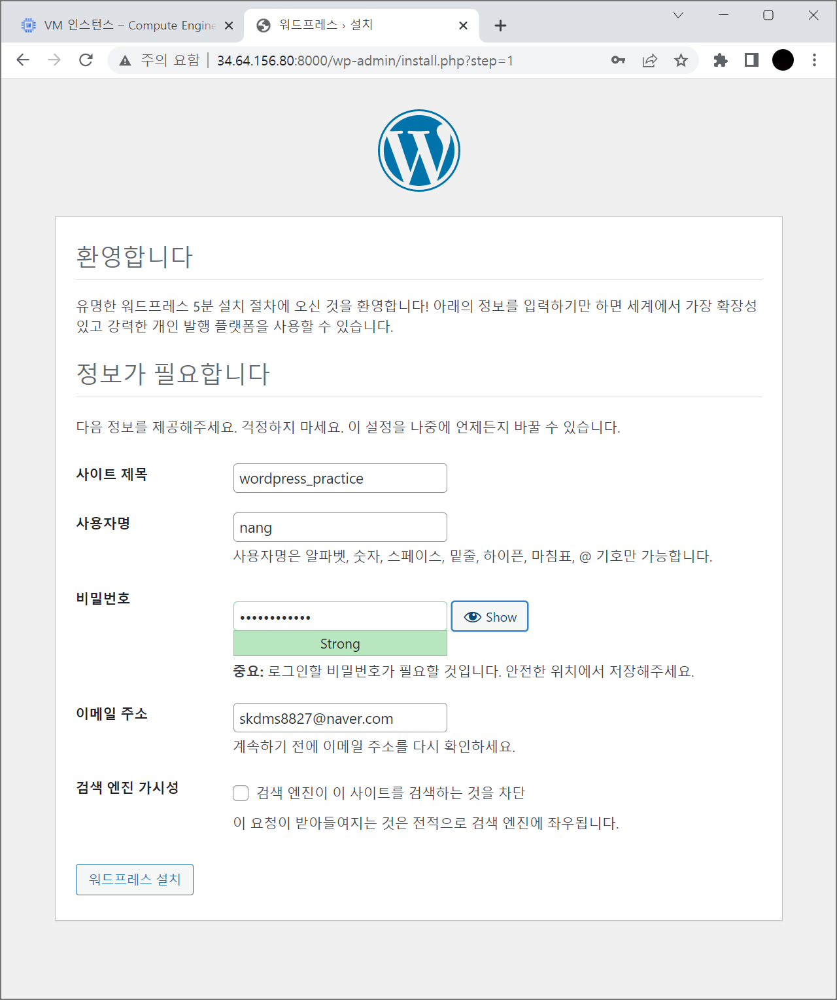 VM 인스턴스 – Compute Engine
워드프레스 › 설치
주의 요함
34.64.156.80:8000/wp-admin/install.php?step=1
환영합니다
유명한 워드프레스 5분 설치 절차에 오신 것을 환영합니다! 아래의 정보를 입력하기만 하면 세계에서 가장 확장성
있고 강력한 개인 발행 플랫폼을 사용할 수 있습니다.
정보가 필요합니다
다음 정보를 제공해주세요. 걱정하지 마세요. 이 설정을 나중에 언제든지 바꿀 수 있습니다.
사이트 제목
wordpress_practice
사용자명
nang
사용자명은 알파벳, 숫자, 스페이스, 밑줄, 하이픈, 마침표, @ 기호만 가능합니다.
비밀번호
••••••••••••
Show
Strong
중요: 로그인할 비밀번호가 필요할 것입니다. 안전한 위치에서 저장해주세요.
이메일 주소
skdms8827@naver.com
계속하기 전에 이메일 주소를 다시 확인하세요.
검색 엔진 가시성
검색 엔진이 이 사이트를 검색하는 것을 차단
이 요청이 받아들여지는 것은 전적으로 검색 엔진에 좌우됩니다.
워드프레스 설치